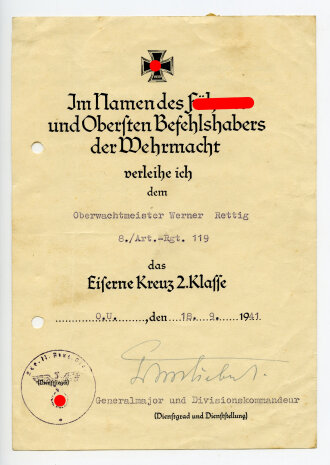 Im Namen des
und Obersten Befehlshabers
der Wehrmacht
verleihe ich
dem
Oberwachtmeister Werner Rettig
8./Art.-Rgt. 119
das
Eiserne Kreuz 2. Klasse
O.U. ,den 18. 9. 1941
(Dienstsiegel)
Generalmajor und Divisionskommandeur
(Dienstgrad und Dienststellung)